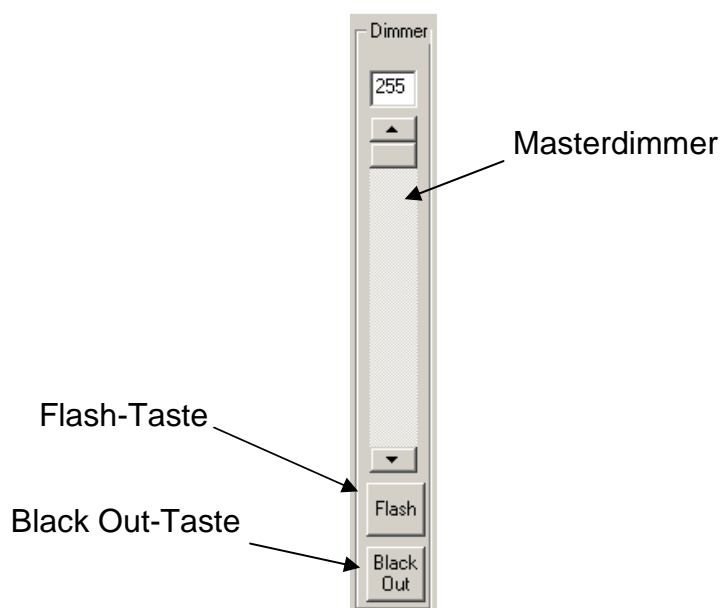 Dimmer
255
Masterdimmer
Flash-Taste
Flash
Black Out-Taste
Black
Out